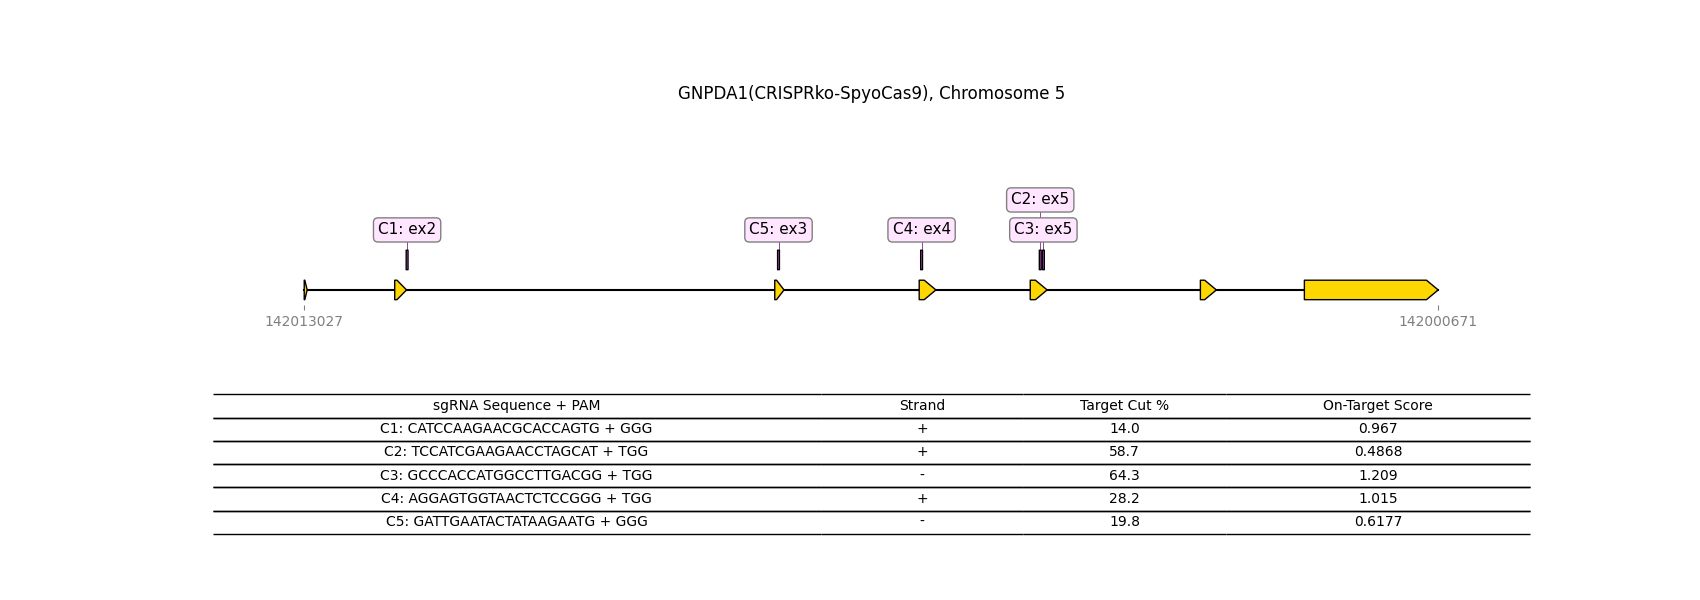 GNPDA1(CRISPRko-SpyoCas9), Chromosome 5
C2: ex5
C1: ex2 C5: ex3 C4: ex4 C3: ex5
142013027 142000671
sgRNA Sequence + PAM Strand Target Cut % On-Target Score
C1: CATCCAAGAACGCACCAGTG + GGG + 14.0 0.967
C2: TCCATCGAAGAACCTAGCAT + TGG + 58.7 0.4868
C3: GCCCACCATGGCCTTGACGG + TGG - 64.3 1.209
C4: AGGAGTGGTAACTCTCCGGG + TGG + 28.2 1.015
C5: GATTGAATACTATAAGAATG + GGG - 19.8 0.6177